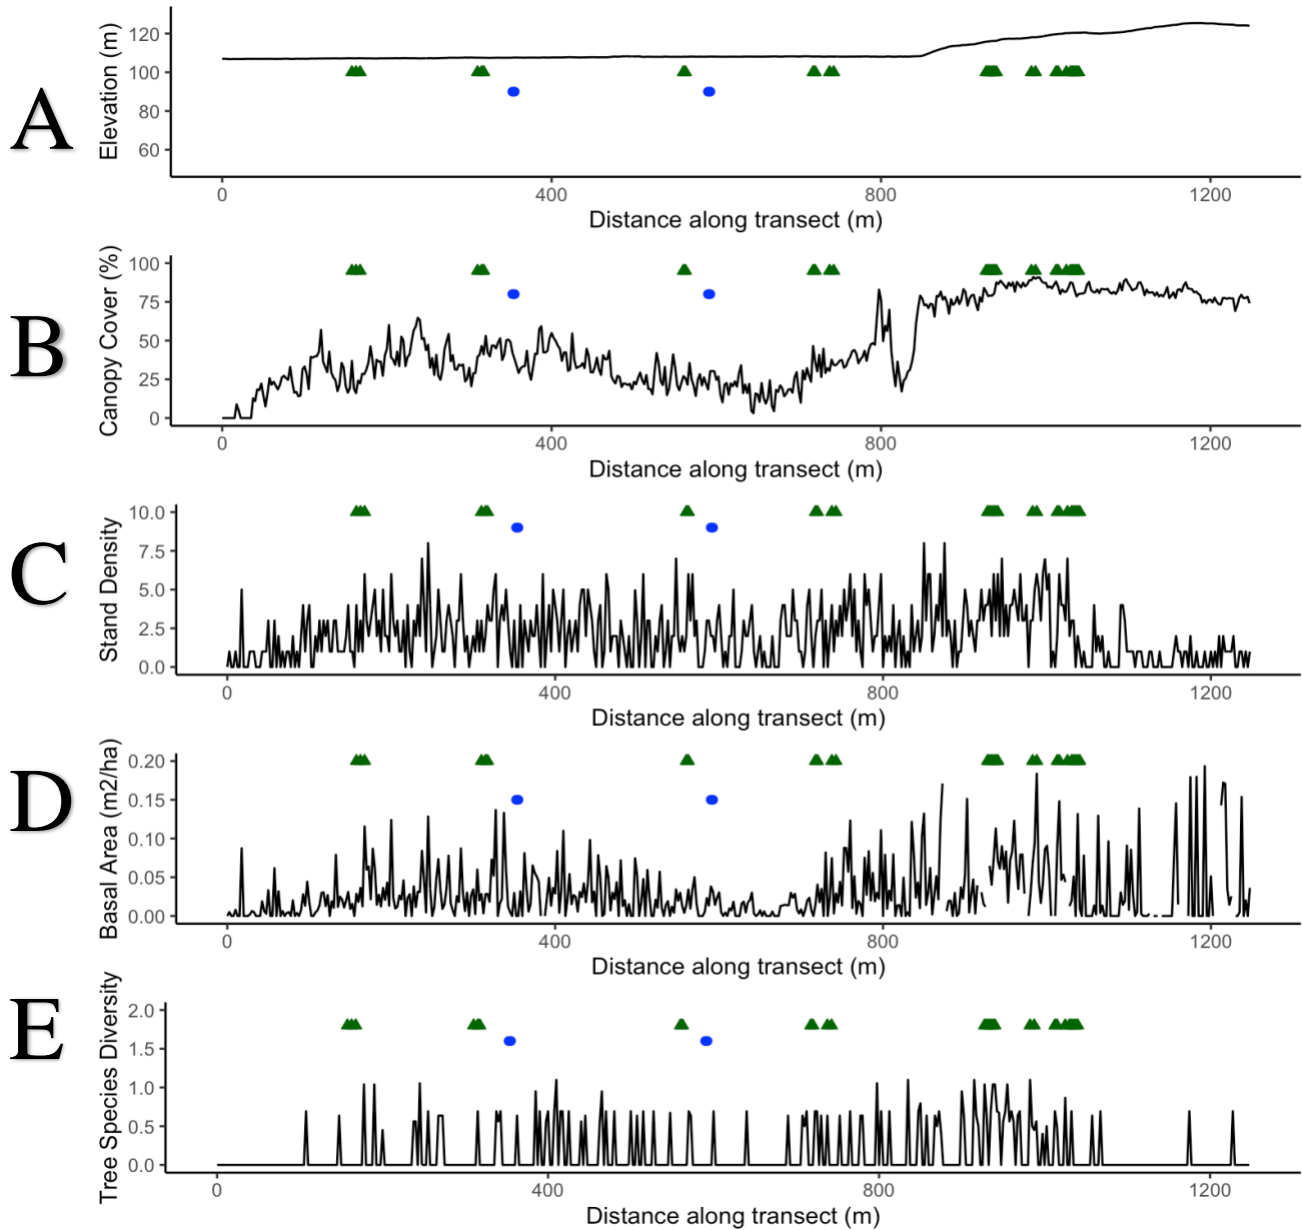 A
Elevation (m)
120
100
80
60
0 400 800 1200
Distance along transect (m)
B
Canopy Cover (%)
100
75
50
25
0
0 400 800 1200
Distance along transect (m)
C
Stand Density
10.0
7.5
5.0
2.5
0.0
0 400 800 1200
Distance along transect (m)
D
Basal Area (m2/ha)
0.20
0.15
0.10
0.05
0.00
0 400 800 1200
Distance along transect (m)
E
Tree Species Diversity
2.0
1.5
1.0
0.5
0.0
0 400 800 1200
Distance along transect (m)